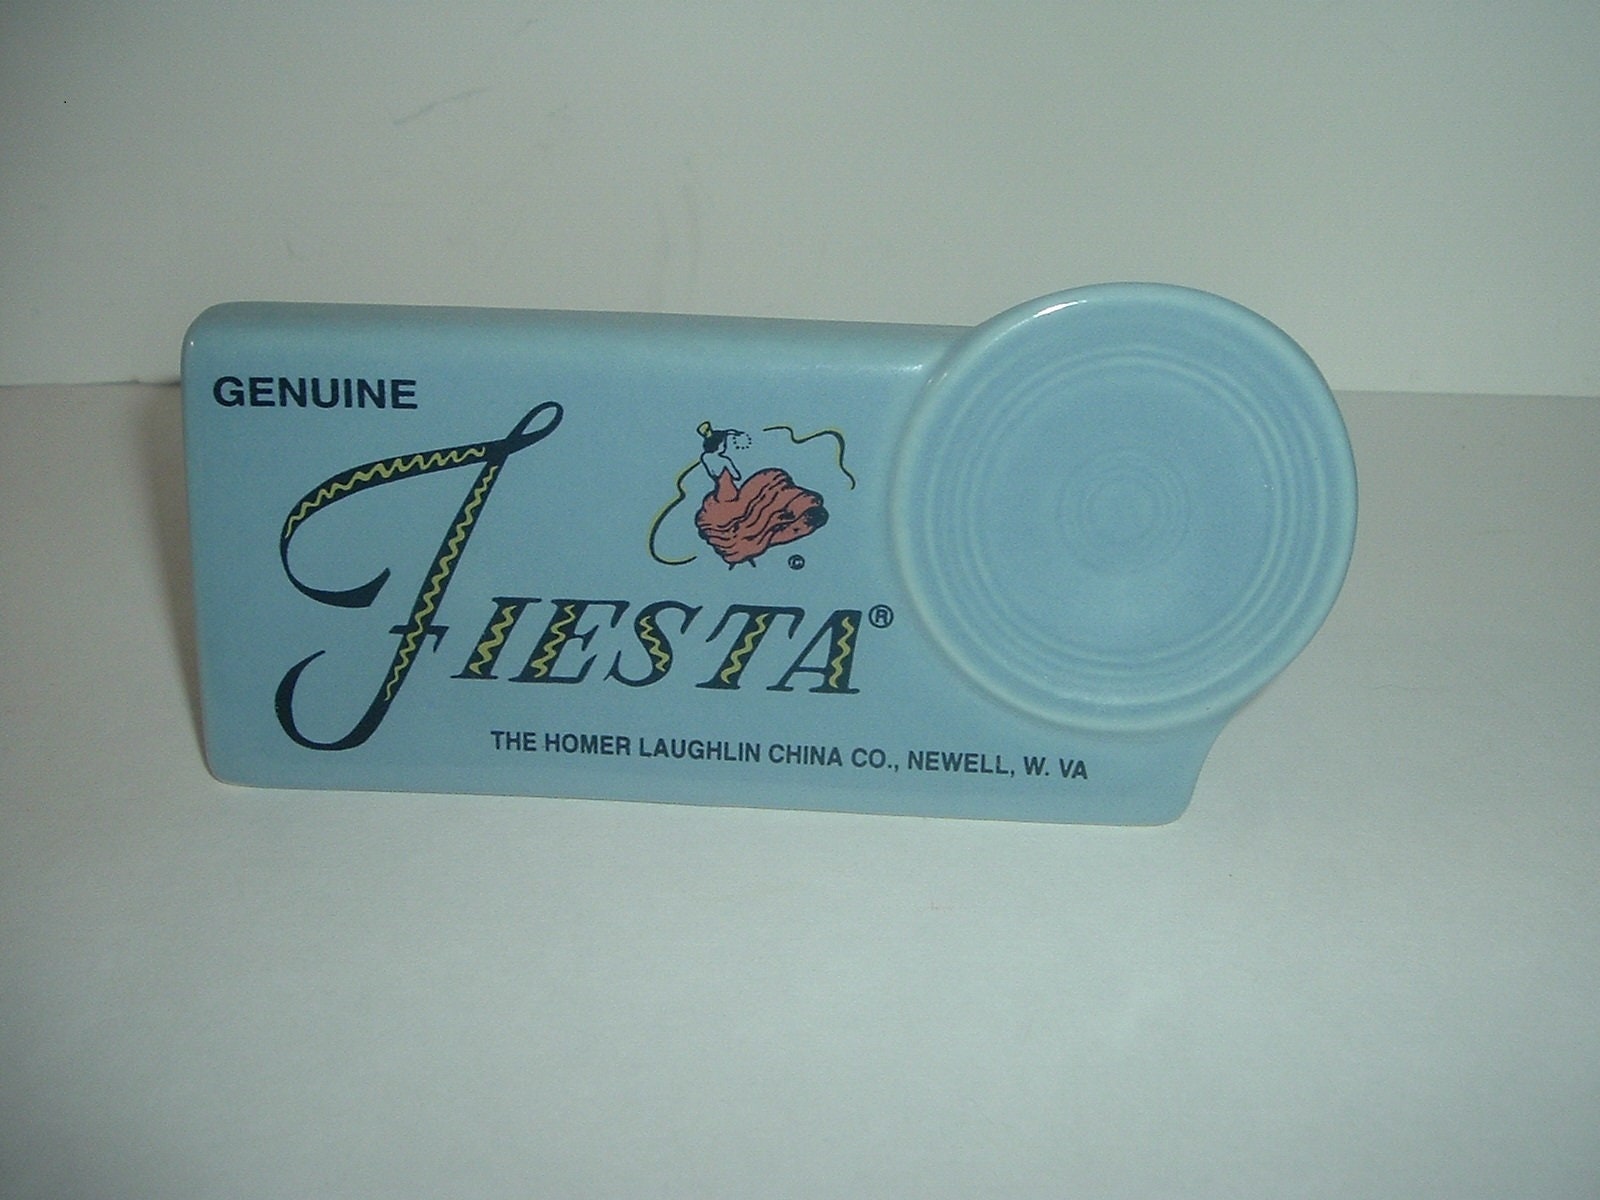 GENUINE
©
FIESTA®
THE HOMER LAUGHLIN CHINA CO., NEWELL, W. VA